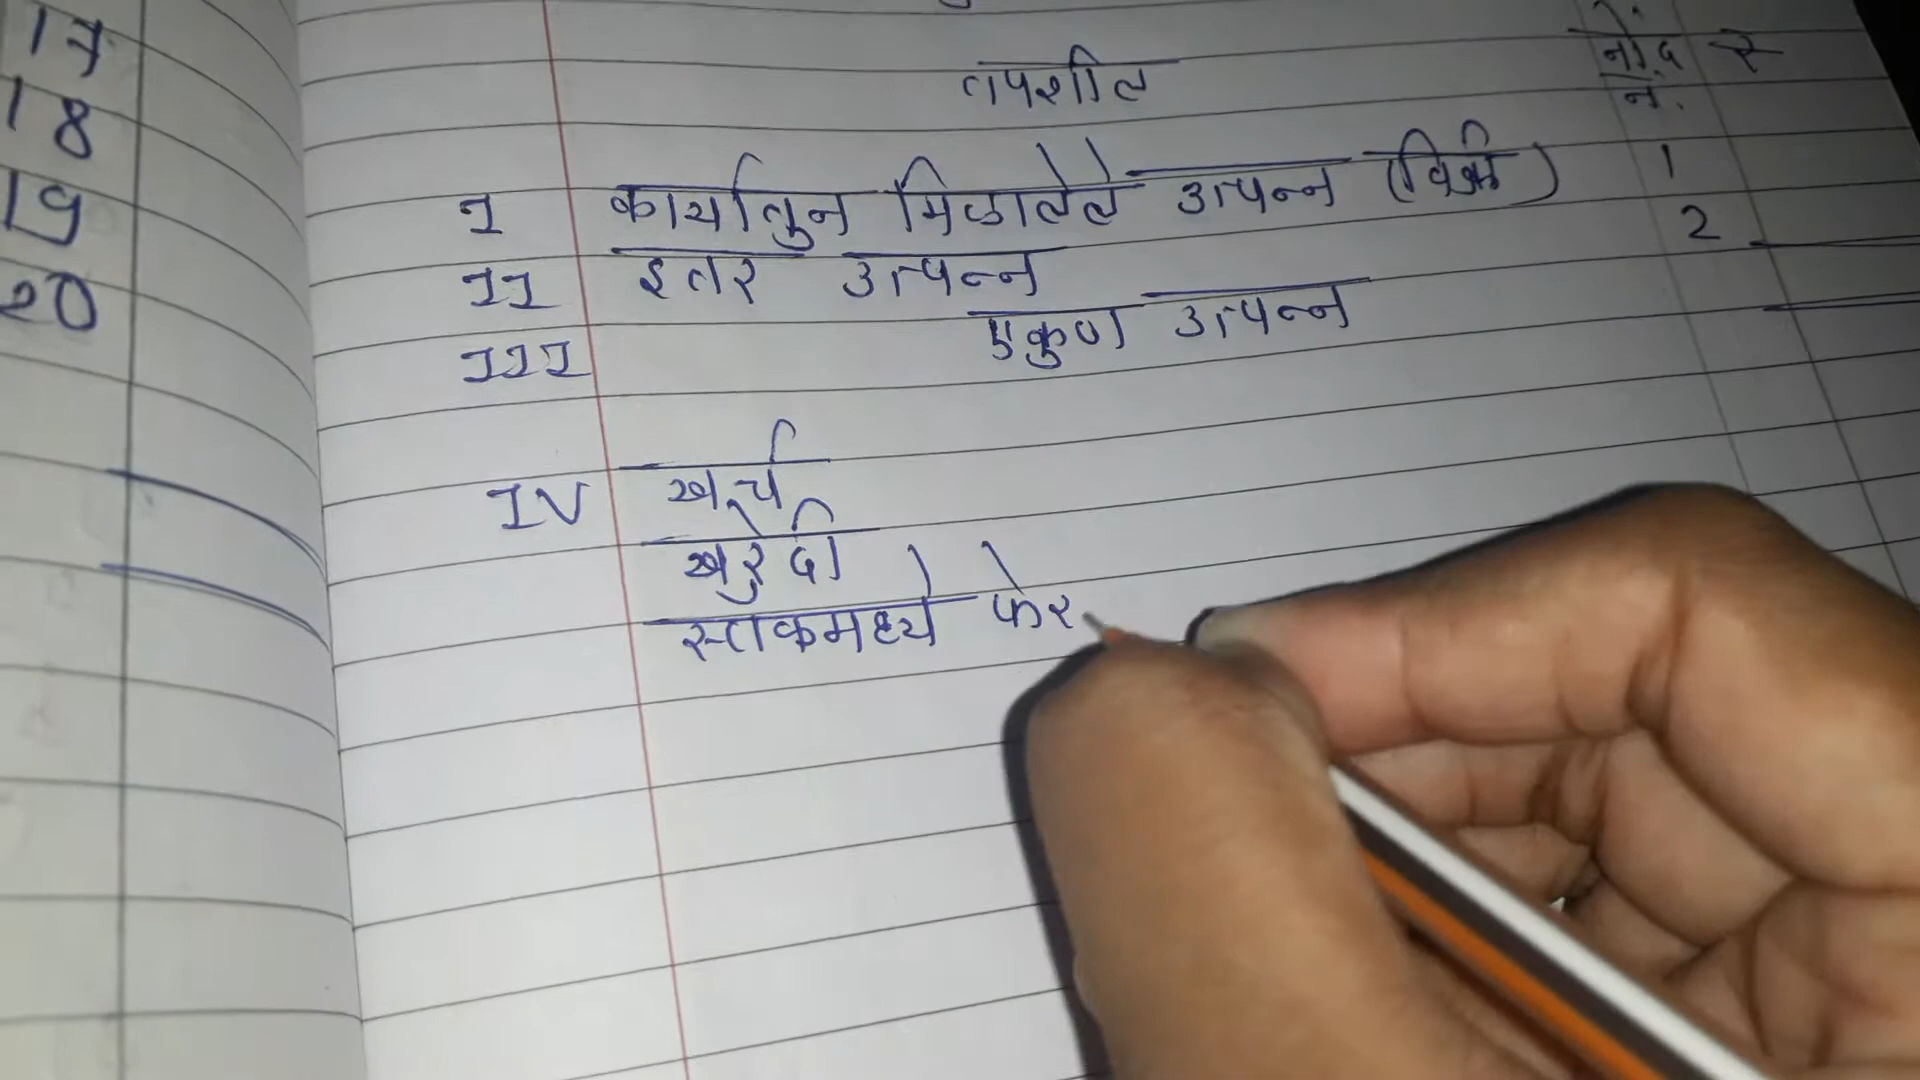 17
18
19
20
तपशील
नोंद
नं.
₹
I कार्यातुन मिळालेले उत्पन्न (विक्री) 1
II इतर उत्पन्न 2
III एकुण उत्पन्न
IV खर्च
खरेदी
स्ताकमध्ये फेर